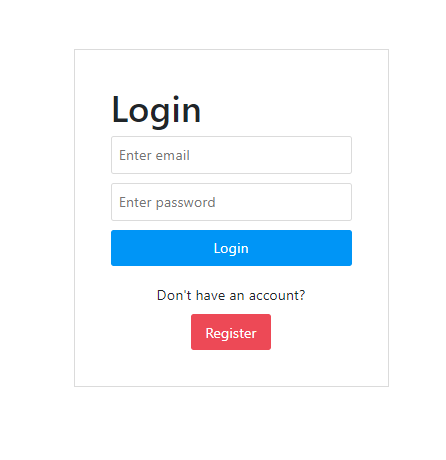 Login
Enter email
Enter password
Login
Don't have an account?
Register